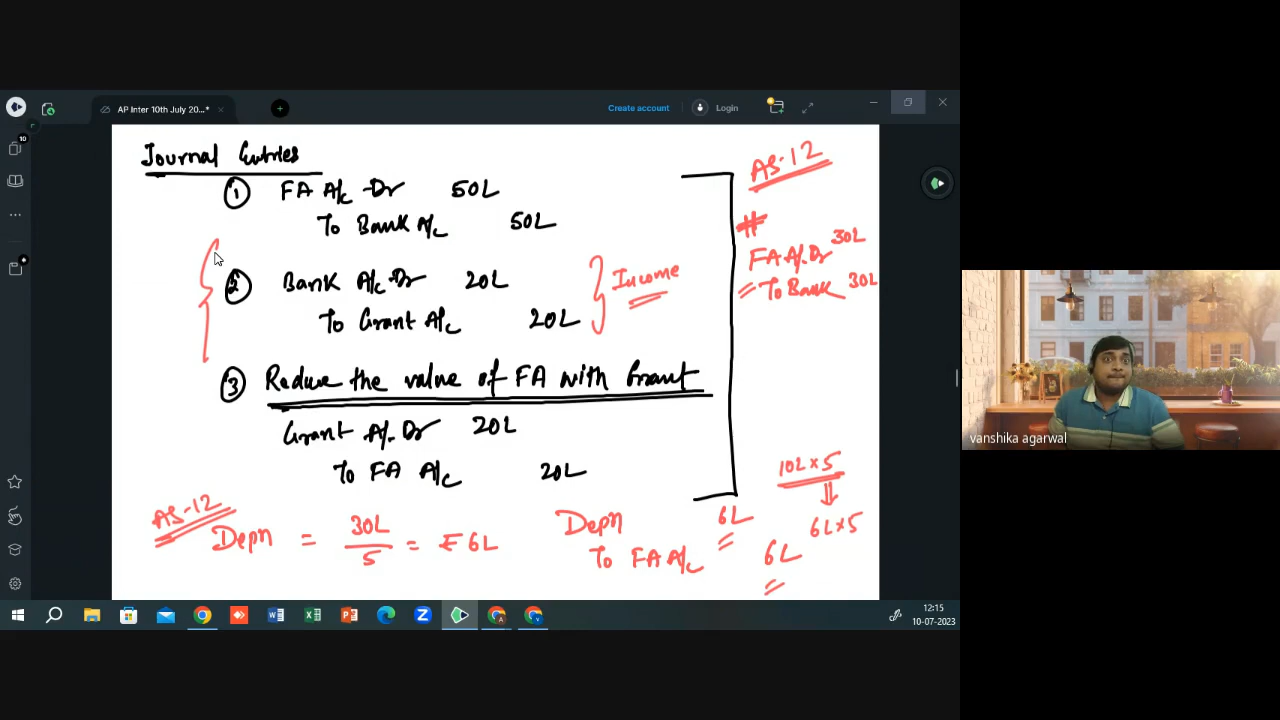 AP Inter 10th July 20...*
Create account
Login
10
Journal Entries
① FA A/c Dr 50L
To Bank A/c 50L
② Bank A/c Dr 20L
To Grant A/c 20L
Income
③ Reduce the value of FA with Grant
Grant A/c Dr 20L
To FA A/c 20L
AS-12
#
FA A/c Dr 30L
To Bank 30L
AS-12
Depn = 30L/5 = ₹6L
Depn 6L
To FA A/c 6L
10L x 5
⇓
6L x 5
vanshika agarwal
12:15
10-07-2023